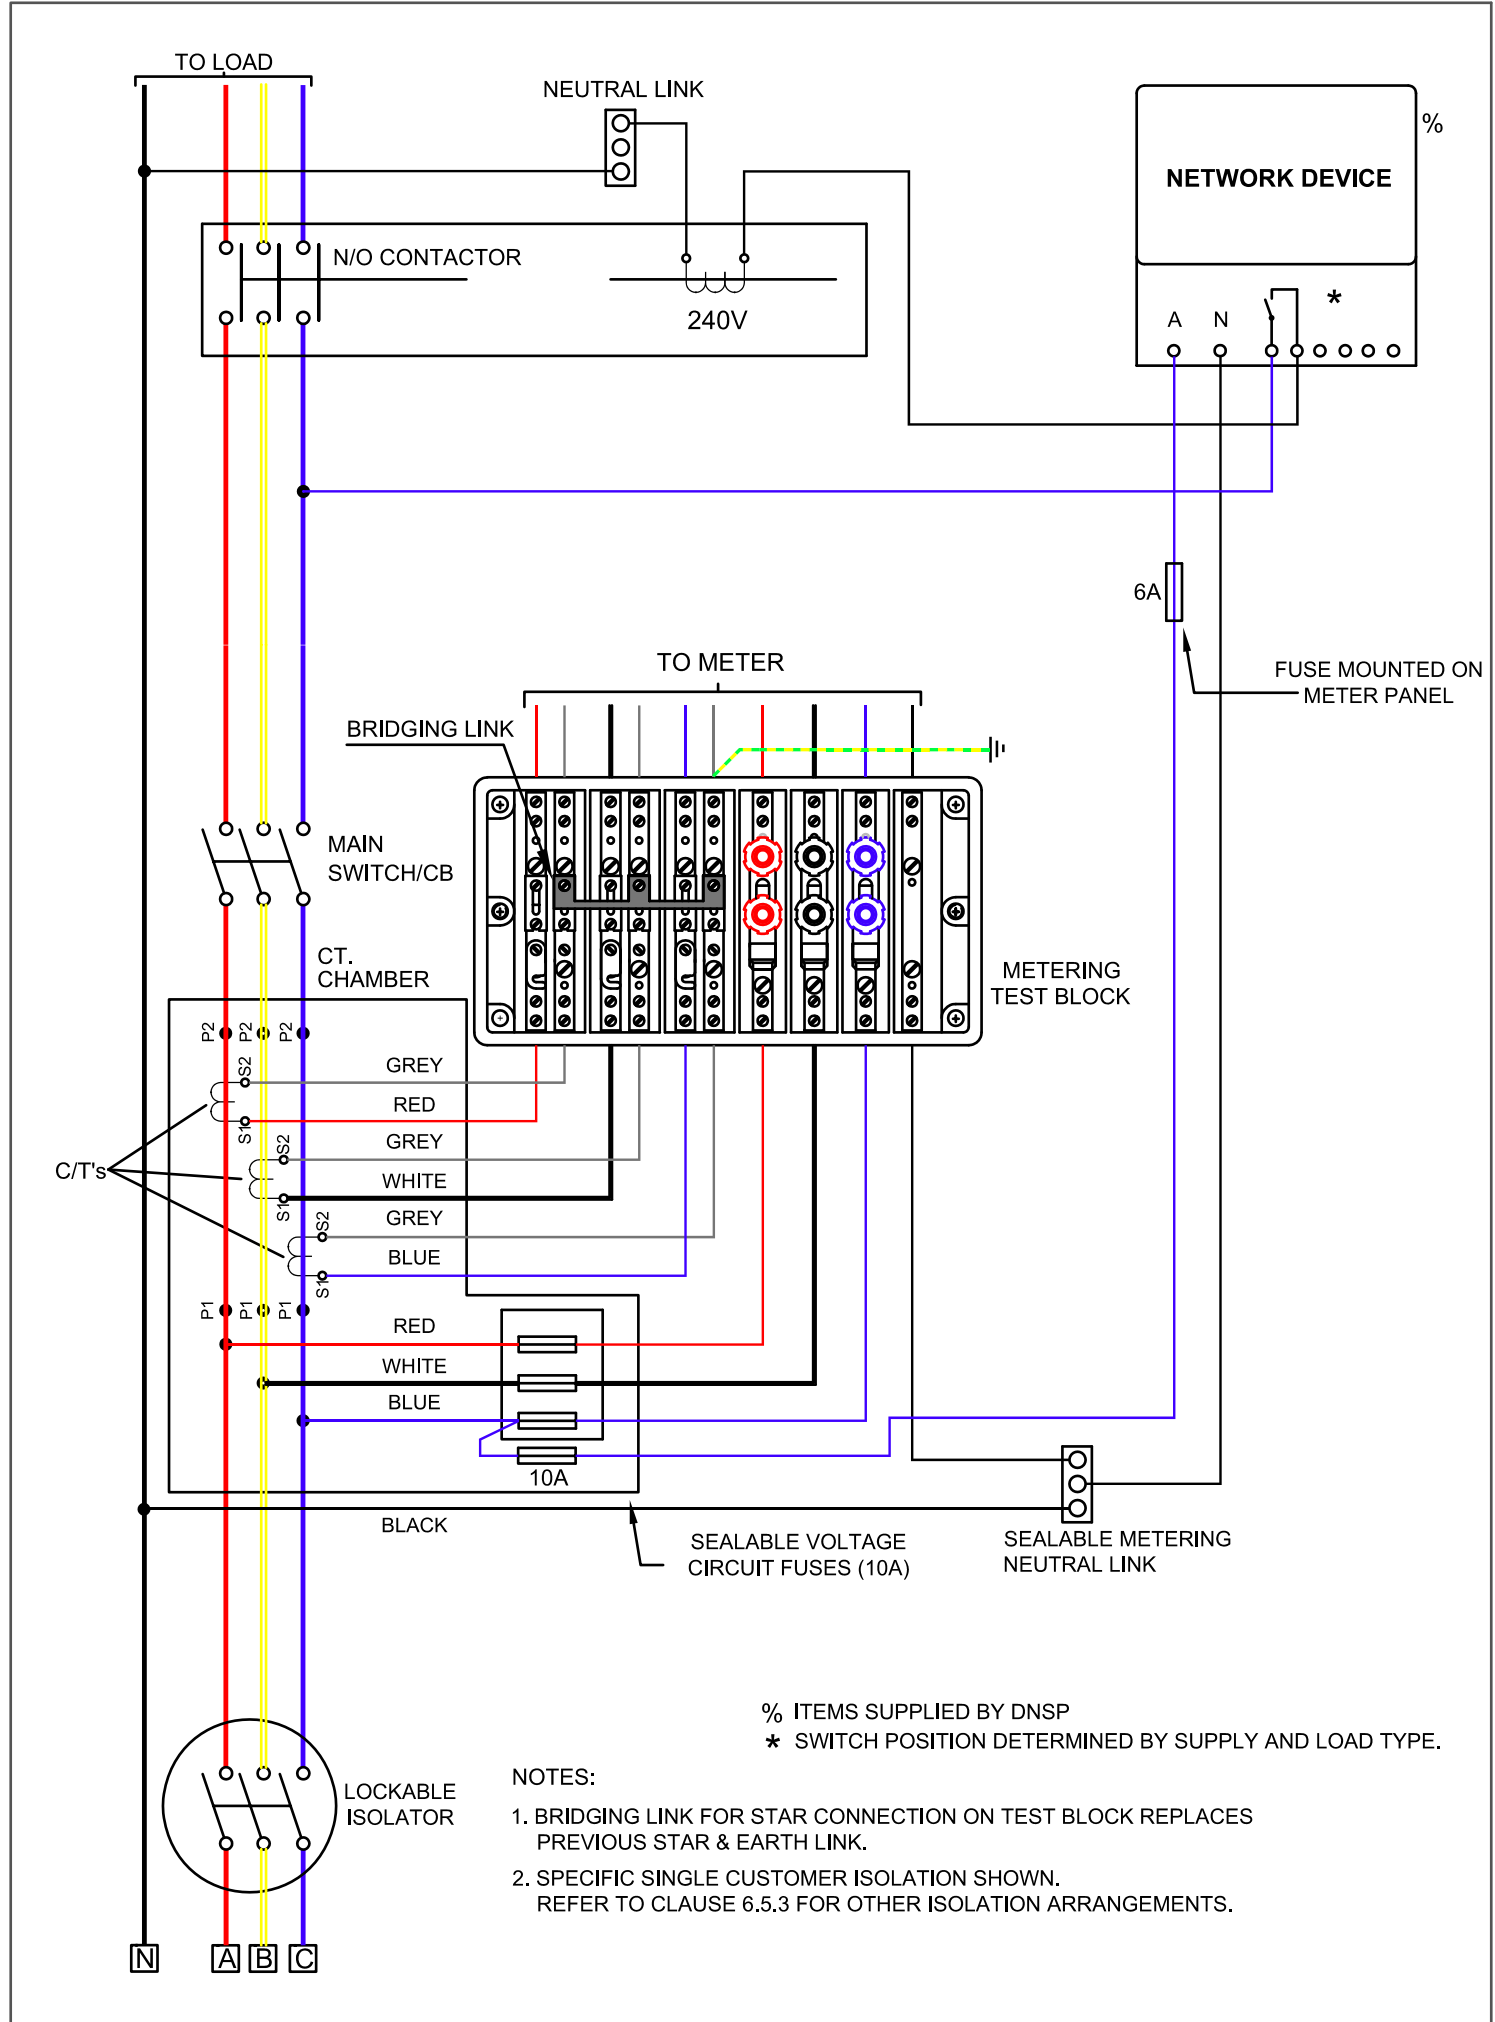 TO LOAD
NEUTRAL LINK
%
NETWORK DEVICE
N/O CONTACTOR
240V
A N *
6A
FUSE MOUNTED ON
METER PANEL
TO METER
BRIDGING LINK
MAIN
SWITCH/CB
CT.
CHAMBER
METERING
TEST BLOCK
P2 P2 P2
S2
GREY
S1
RED
S2
GREY
C/T's
S1
WHITE
S2
GREY
S1
BLUE
P1 P1 P1
RED
WHITE
BLUE
10A
BLACK
SEALABLE VOLTAGE
CIRCUIT FUSES (10A)
SEALABLE METERING
NEUTRAL LINK
% ITEMS SUPPLIED BY DNSP
* SWITCH POSITION DETERMINED BY SUPPLY AND LOAD TYPE.
LOCKABLE
ISOLATOR
NOTES:
1. BRIDGING LINK FOR STAR CONNECTION ON TEST BLOCK REPLACES
PREVIOUS STAR & EARTH LINK.
2. SPECIFIC SINGLE CUSTOMER ISOLATION SHOWN.
REFER TO CLAUSE 6.5.3 FOR OTHER ISOLATION ARRANGEMENTS.
N A B C